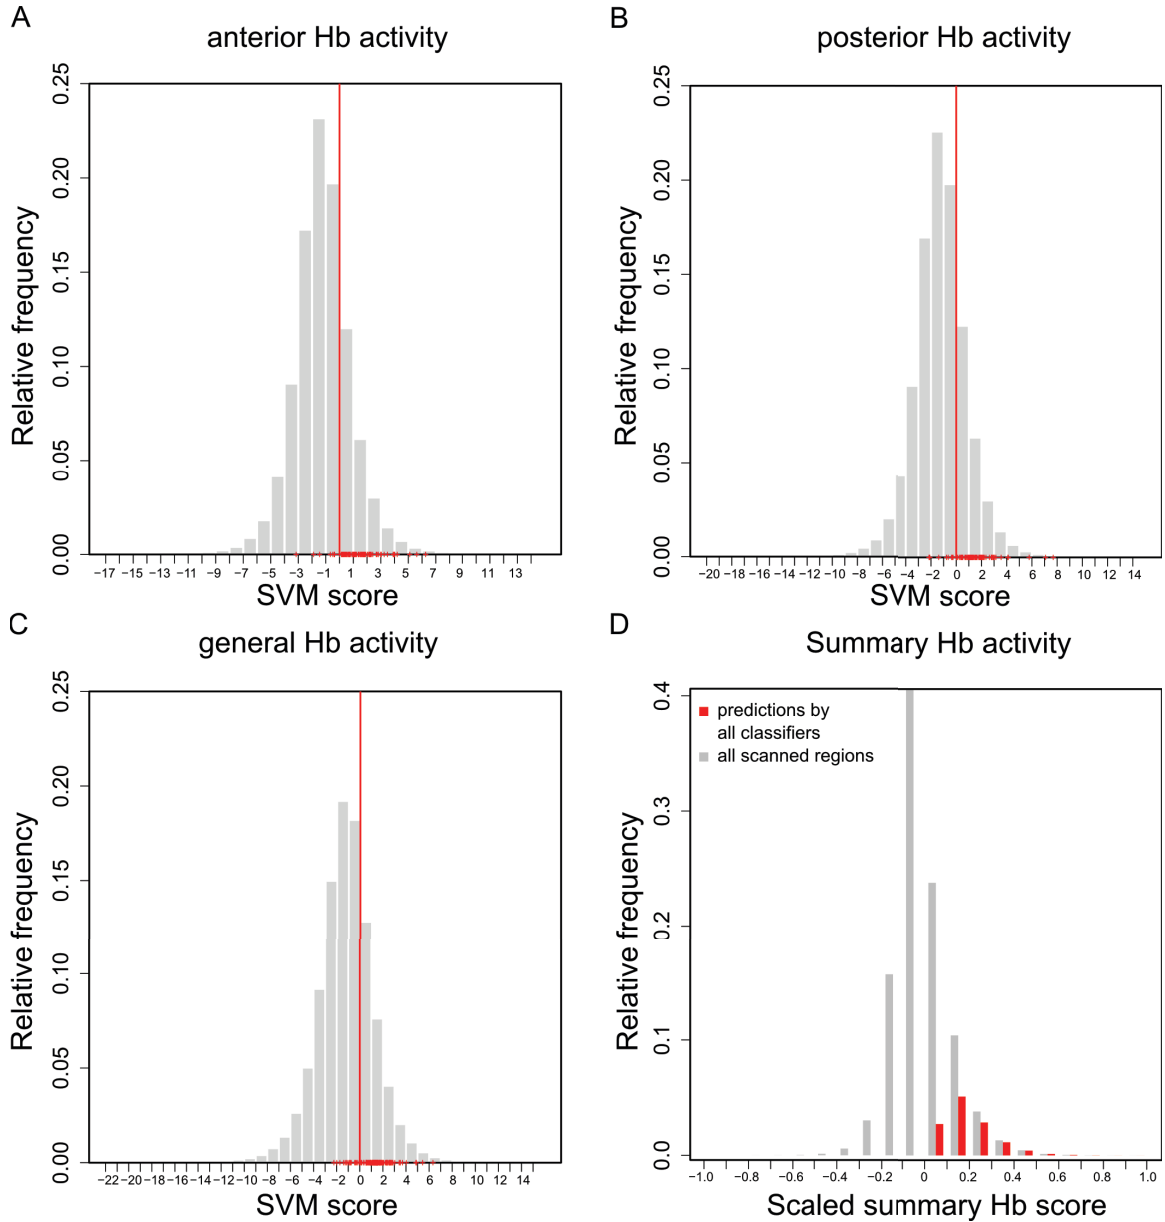 A
anterior Hb activity
Relative frequency
0.00 0.05 0.10 0.15 0.20 0.25
−17 −15 −13 −11 −9 −7 −5 −3 −1 1 3 5 7 9 11 13
SVM score
B
posterior Hb activity
Relative frequency
0.00 0.05 0.10 0.15 0.20 0.25
−20 −18 −16 −14 −12 −10 −8 −6 −4 −2 0 2 4 6 8 10 12 14
SVM score
C
general Hb activity
Relative frequency
0.00 0.05 0.10 0.15 0.20 0.25
−22 −20 −18 −16 −14 −12 −10 −8 −6 −4 −2 0 2 4 6 8 10 12 14
SVM score
D
Summary Hb activity
predictions by
all classifiers
all scanned regions
Relative frequency
0.0 0.1 0.2 0.3 0.4
−1.0 −0.8 −0.6 −0.4 −0.2 0 0.2 0.4 0.6 0.8 1.0
Scaled summary Hb score